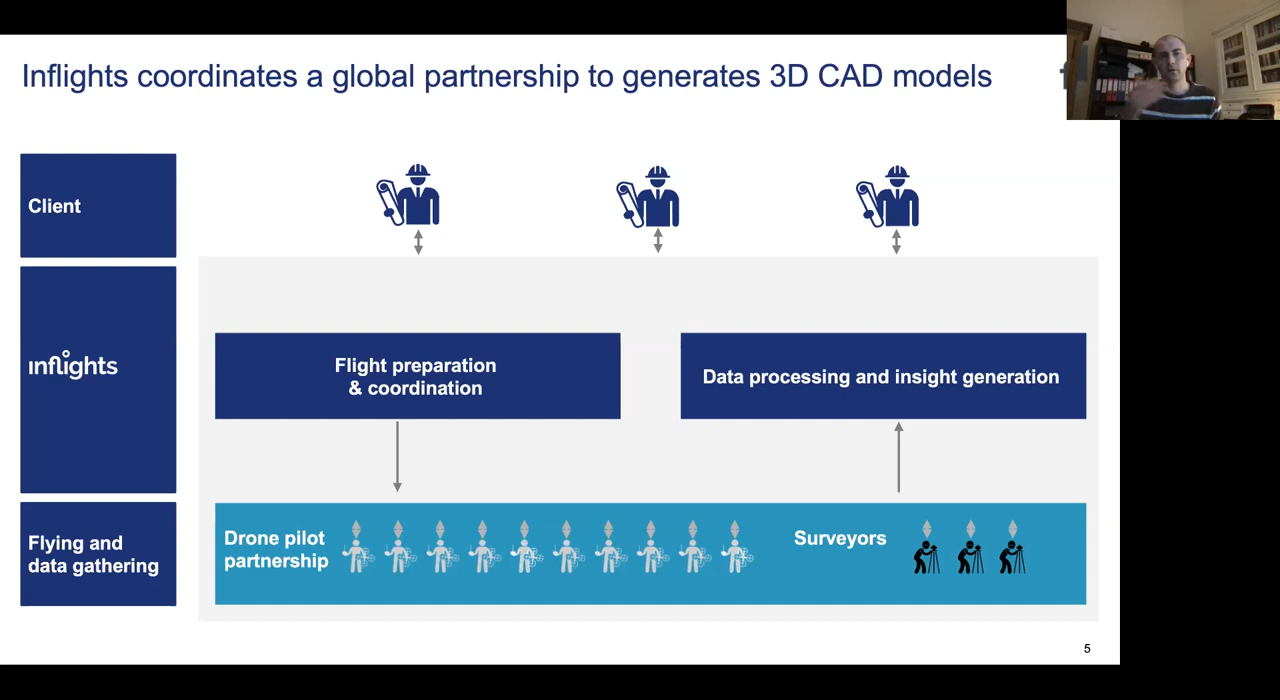 Inflights coordinates a global partnership to generates 3D CAD models
Client
inflights
Flight preparation
& coordination
Data processing and insight generation
Flying and
data gathering
Drone pilot
partnership
Surveyors
5